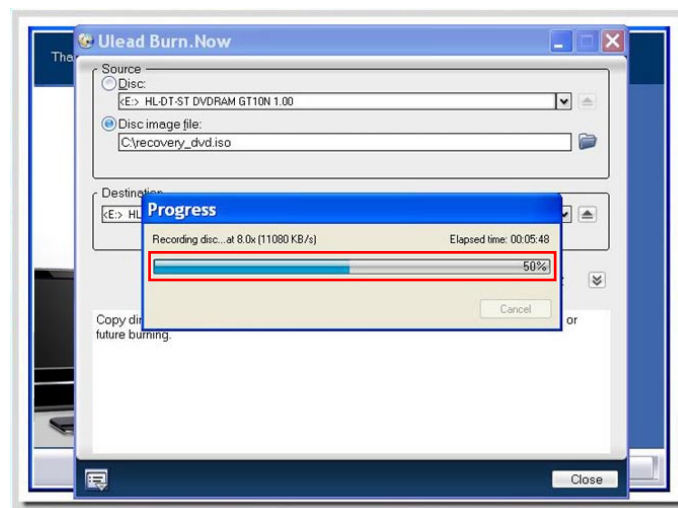 Tha
Ulead Burn.Now
Source
Disc:
<E:> HL-DT-ST DVDRAM GT10N 1.00
Disc image file:
C:\recovery_dvd.iso
Destination
<E:> HL
Progress
Recording disc...at 8.0x (11080 KB/s) Elapsed time: 00:05:48
50%
Cancel
Copy dir or
future burning.
Close